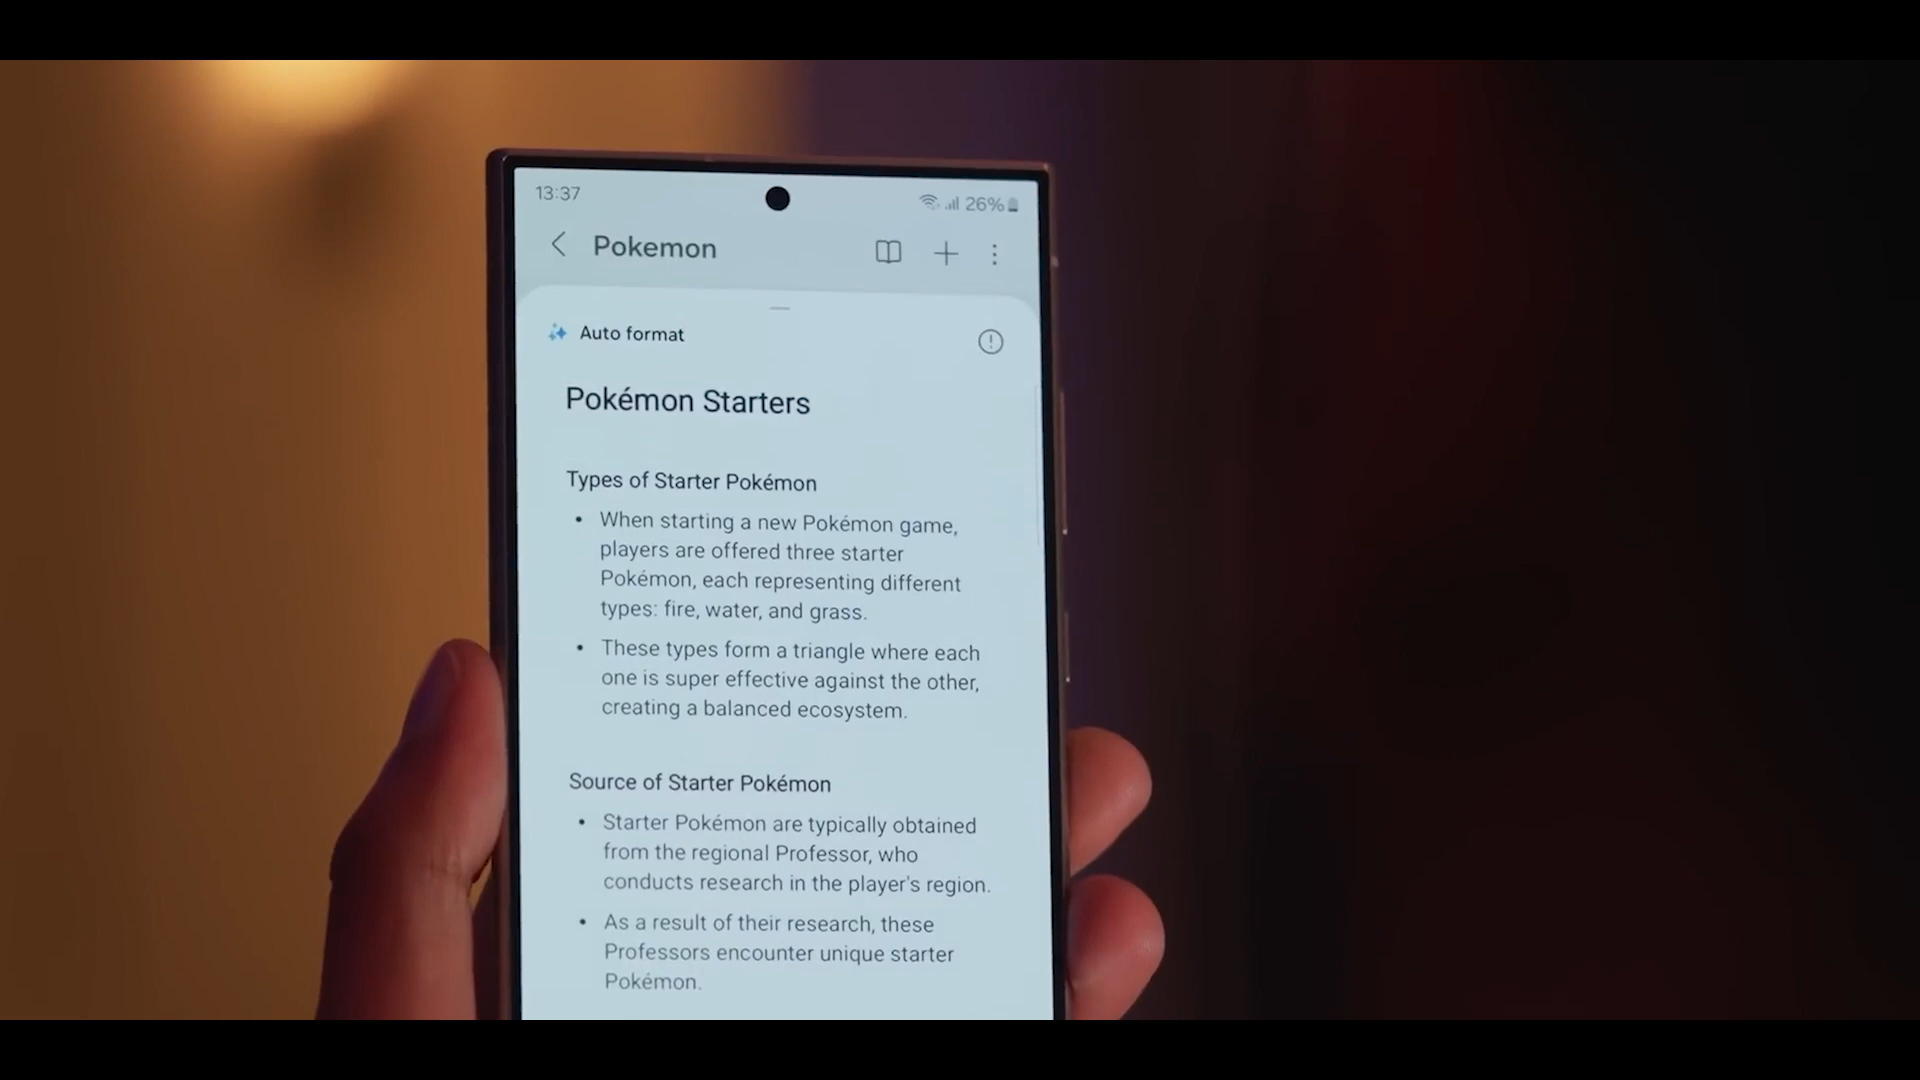 13:37
26%
Pokemon
Auto format
Pokémon Starters
Types of Starter Pokémon
• When starting a new Pokémon game,
players are offered three starter
Pokémon, each representing different
types: fire, water, and grass.
• These types form a triangle where each
one is super effective against the other,
creating a balanced ecosystem.
Source of Starter Pokémon
• Starter Pokémon are typically obtained
from the regional Professor, who
conducts research in the player's region.
• As a result of their research, these
Professors encounter unique starter
Pokémon.